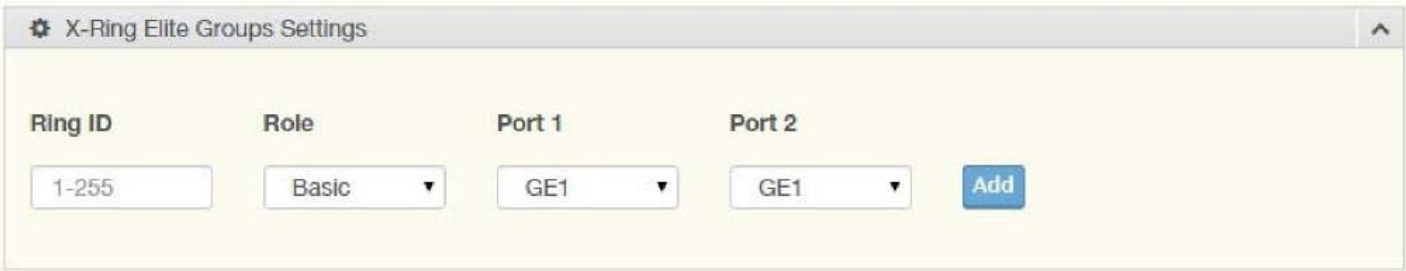 X-Ring Elite Groups Settings
Ring ID Role Port 1 Port 2
1-255 Basic GE1 GE1 Add